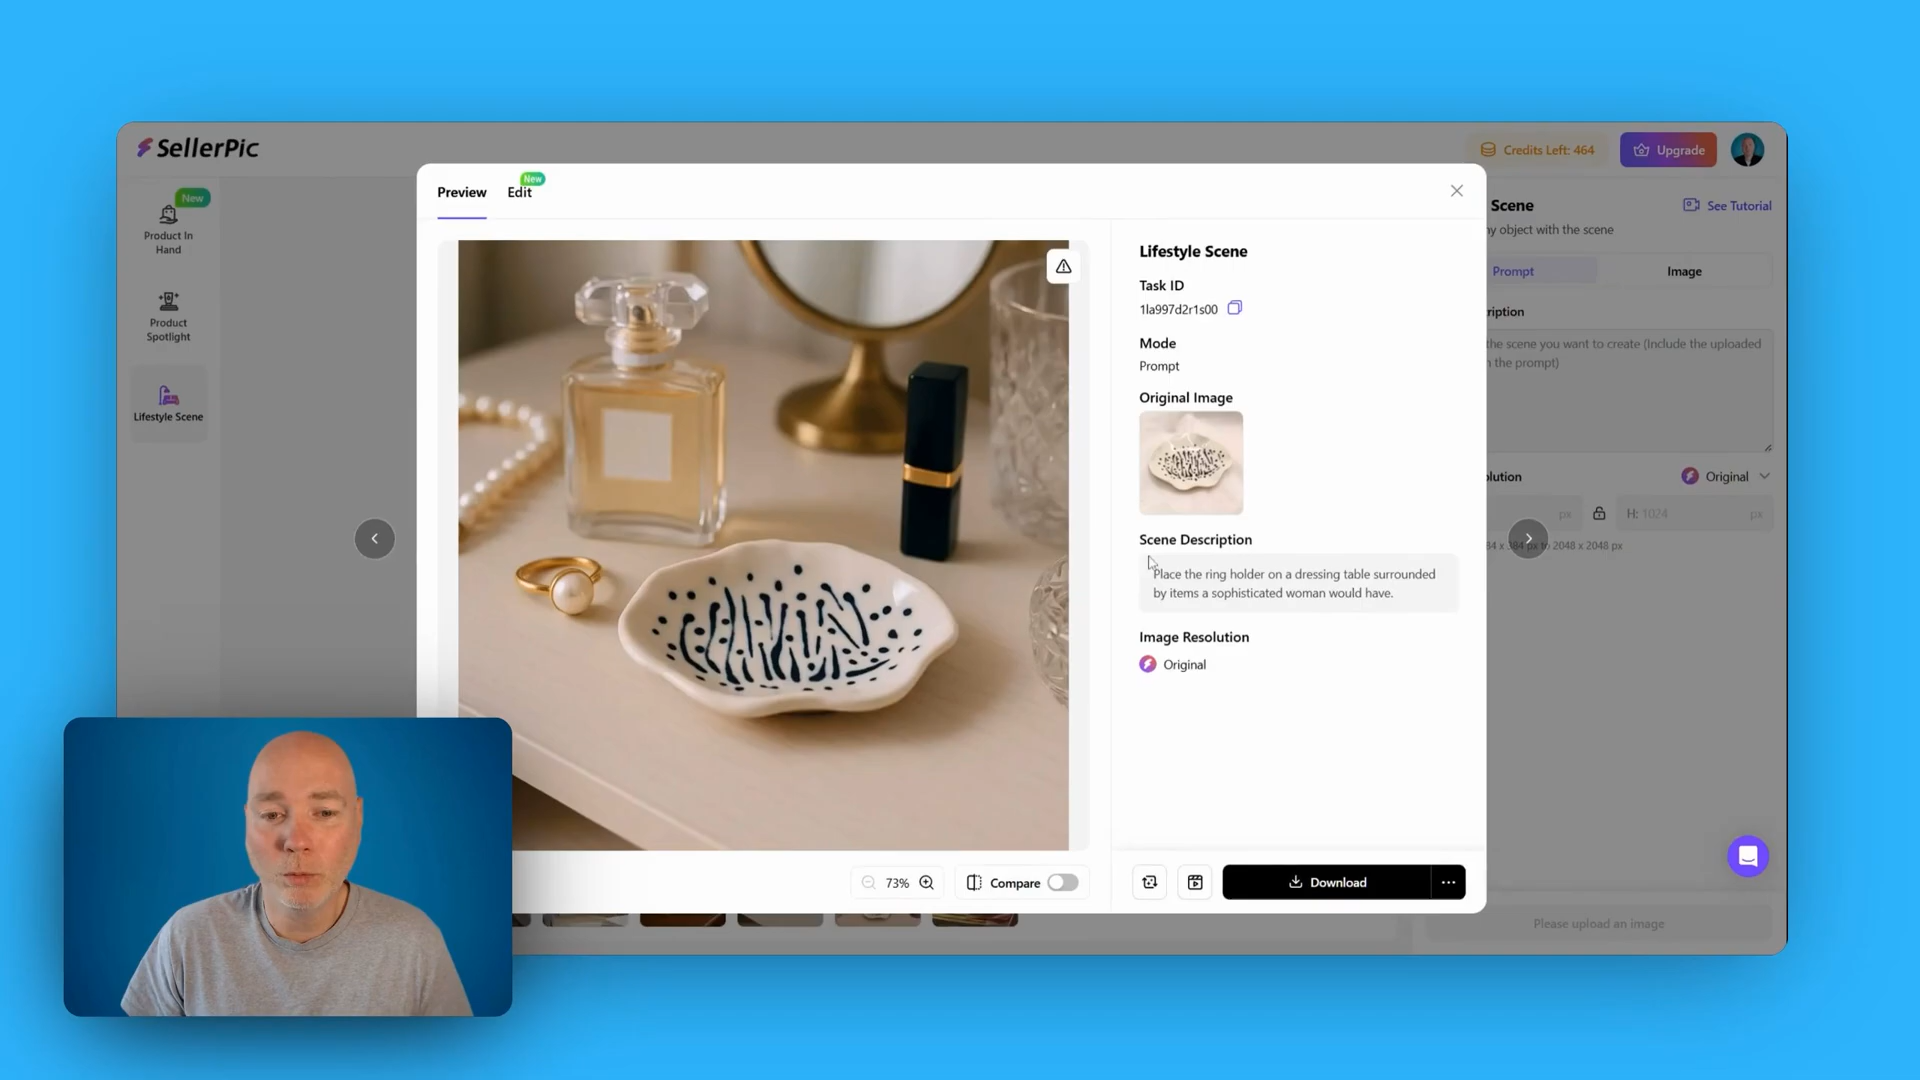 SellerPic
Credits Left: 464
Upgrade
New
Product In
Hand
Product
Spotlight
Lifestyle Scene
Preview
Edit
New
Lifestyle Scene
Task ID
1la997d2r1s00
Mode
Prompt
Original Image
Scene Description
Place the ring holder on a dressing table surrounded
by items a sophisticated woman would have.
Image Resolution
Original
73%
Compare
Download
Scene
See Tutorial
object with the scene
Prompt
Image
the scene you want to create (Include the uploaded
the prompt)
Original
px
H: 1024
px
px to 2048 x 2048 px
Please upload an image